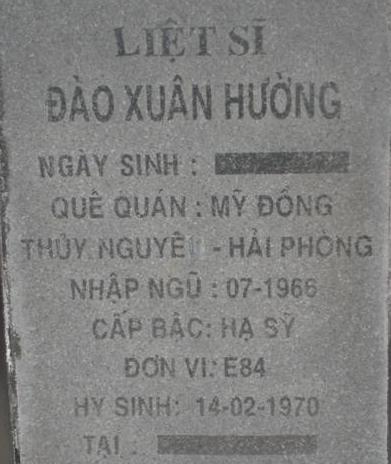 LIỆT SĨ
ĐÀO XUÂN HƯỜNG
NGÀY SINH :
QUÊ QUÁN : MỸ ĐỒNG
THỦY NGUYÊN - HẢI PHÒNG
NHẬP NGŨ : 07-1966
CẤP BẬC: HẠ SỸ
ĐƠN VỊ: E84
HY SINH: 14-02-1970
TẠI :